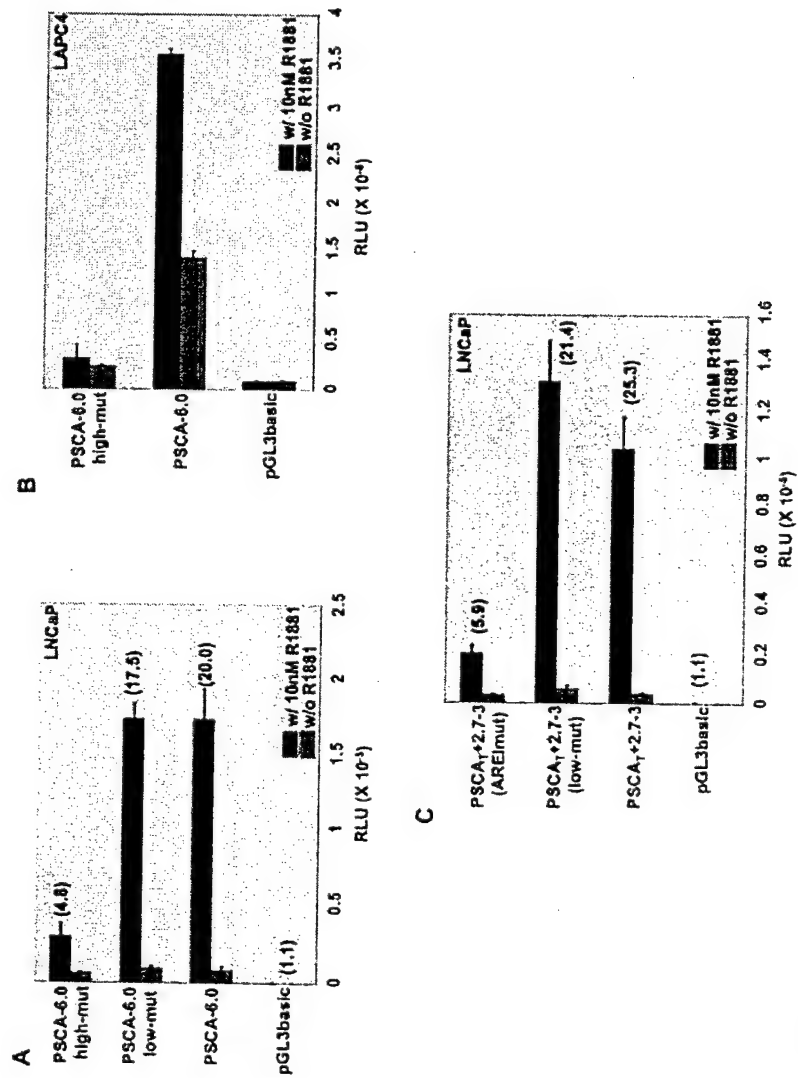 A
LNCaP
PSCA-6.0
high-mut
(4.8)
PSCA-6.0
low-mut
(17.5)
PSCA-6.0
(20.0)
pGL3basic
(1.1)
w/ 10nM R1881
w/o R1881
0 0.5 1 1.5 2 2.5
RLU (X 10⁻³)
B
LAPC4
PSCA-6.0
high-mut
PSCA-6.0
pGL3basic
w/ 10nM R1881
w/o R1881
0 0.5 1 1.5 2 2.5 3 3.5 4
RLU (X 10⁻⁴)
C
LNCaP
PSCAT+2.7-3
(AREImut)
(5.9)
PSCAT+2.7-3
(low-mut)
(21.4)
PSCAT+2.7-3
(25.3)
pGL3basic
(1.1)
w/ 10nM R1881
w/o R1881
0 0.2 0.4 0.6 0.8 1 1.2 1.4 1.6
RLU (X 10⁻⁴)